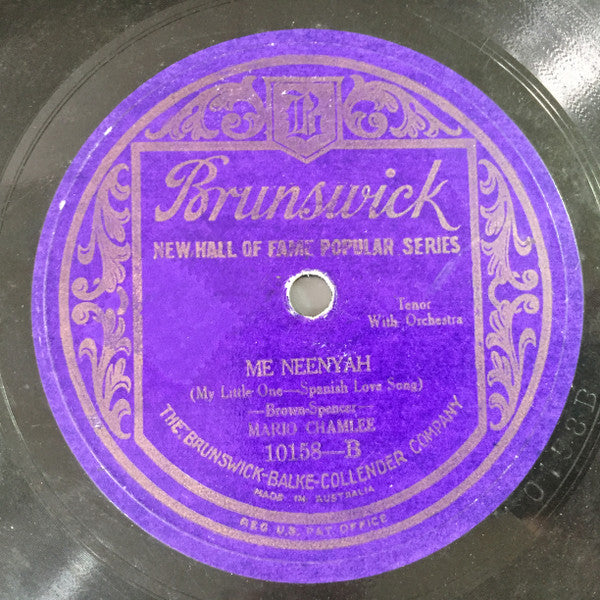 B
Brunswick
NEW HALL OF FAME POPULAR SERIES
Tenor
With Orchestra
ME NEENYAH
(My Little One—Spanish Love Song)
—Brown-Spencer—
MARIO CHAMLEE
10158—B
THE BRUNSWICK-BALKE-COLLENDER COMPANY
MADE IN AUSTRALIA
REG. U.S. PAT. OFFICE
10158B